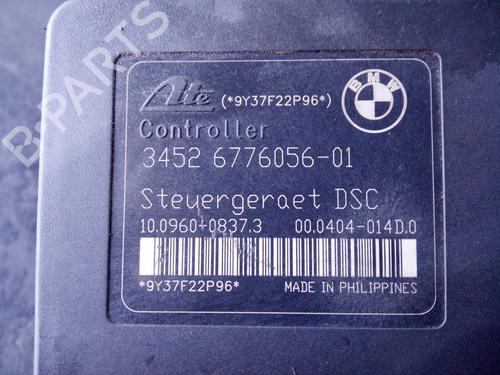 B-PARTS
Ate (*9Y37F22P96*)
BMW
Controller
3452 6776056-01
Steuergeraet DSC
10.0960-0837.3 00.0404-014D.0
*9Y37F22P96* MADE IN PHILIPPINES